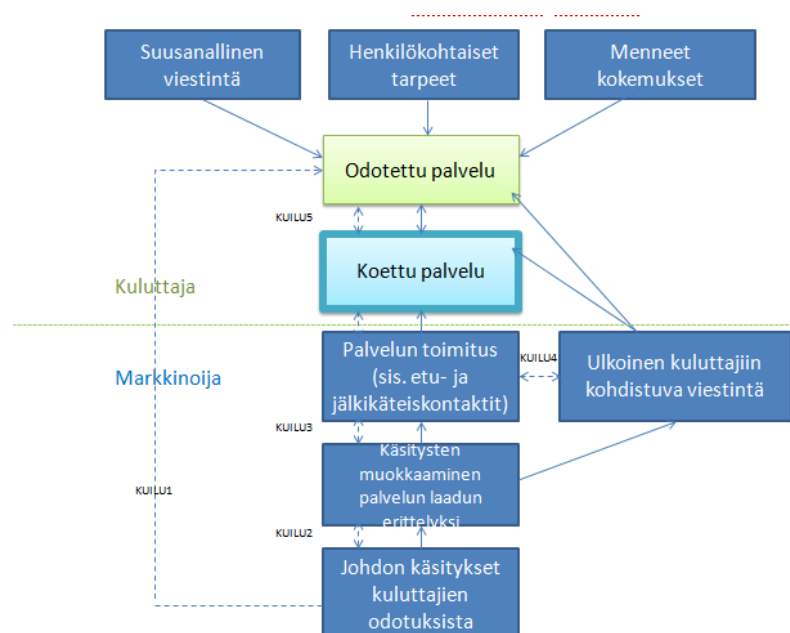 Suusanallinen
viestintä
Henkilökohtaiset
tarpeet
Menneet
kokemukset
Odotettu palvelu
KUILU5
Koettu palvelu
Kuluttaja
Markkinoija
Palvelun toimitus
(sis. etu- ja
jälkikäteiskontaktit)
KUILU4
Ulkoinen kuluttajiin
kohdistuva viestintä
KUILU3
Käsitysten
muokkaaminen
palvelun laadun
erittelyksi
KUILU1
KUILU2
Johdon käsitykset
kuluttajien
odotuksista